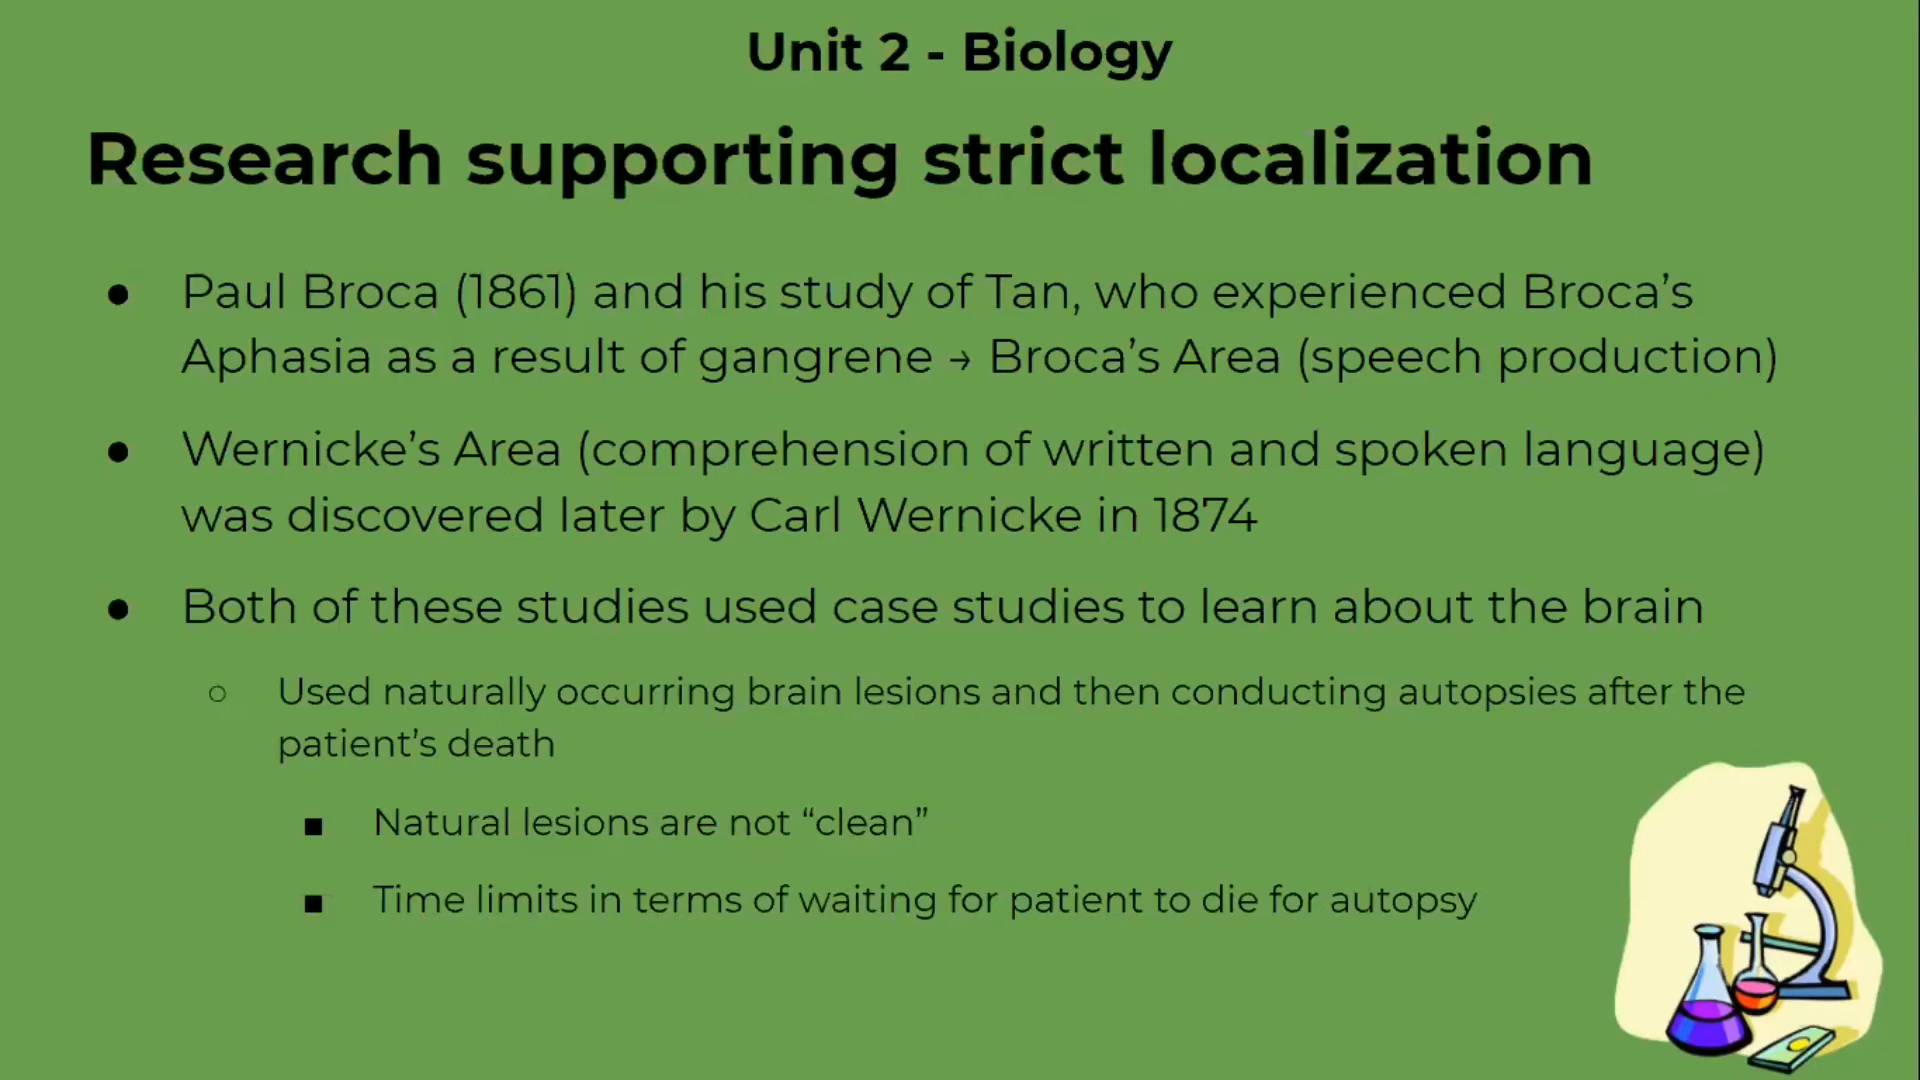 Unit 2 - Biology
Research supporting strict localization
● Paul Broca (1861) and his study of Tan, who experienced Broca’s
Aphasia as a result of gangrene → Broca’s Area (speech production)
● Wernicke’s Area (comprehension of written and spoken language)
was discovered later by Carl Wernicke in 1874
● Both of these studies used case studies to learn about the brain
○ Used naturally occurring brain lesions and then conducting autopsies after the
patient’s death
■ Natural lesions are not “clean”
■ Time limits in terms of waiting for patient to die for autopsy